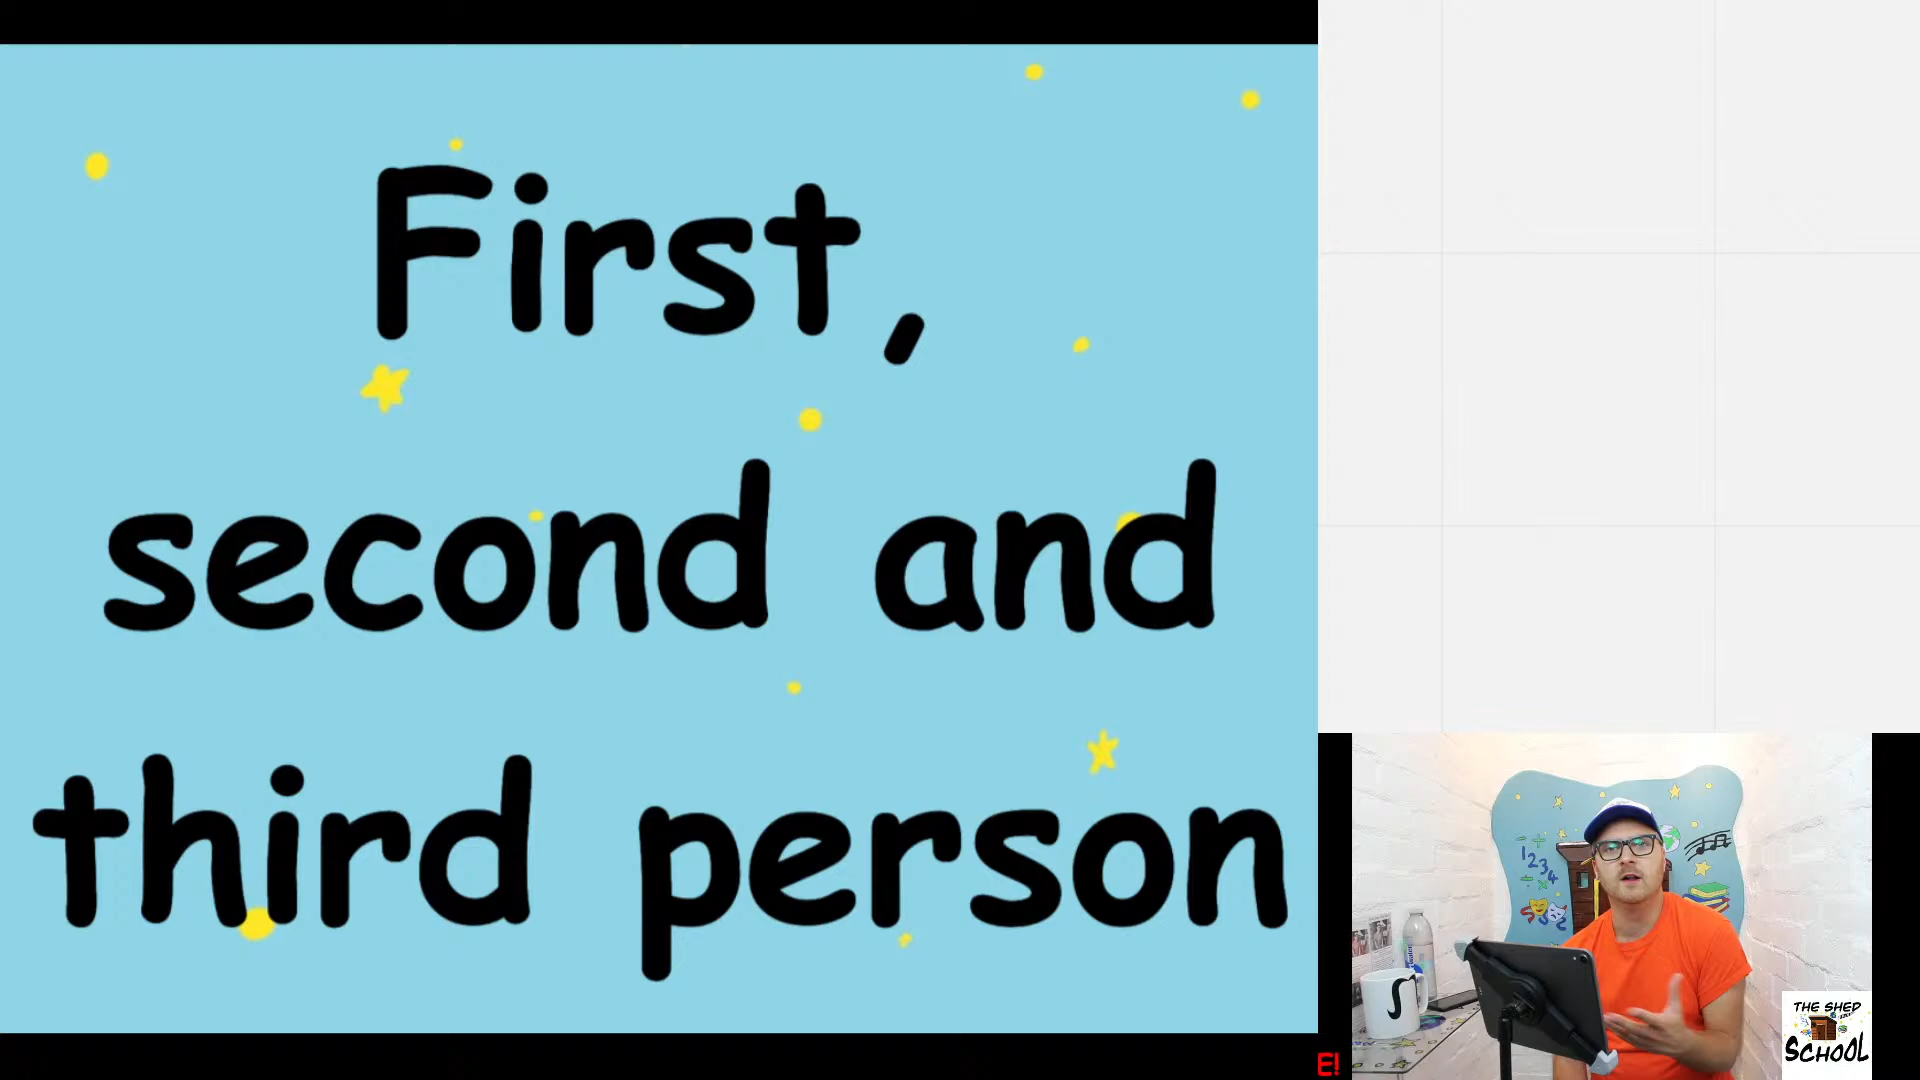 First,
second and
third person
E!
THE SHED
SCHOOL